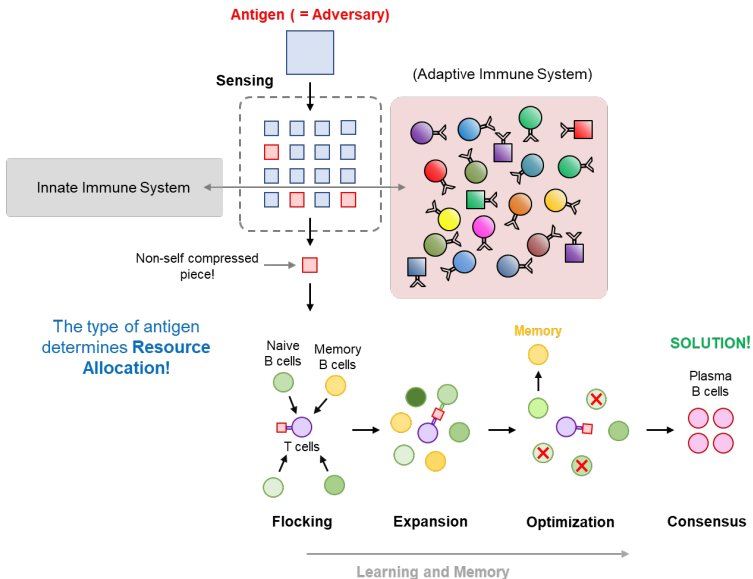 Antigen ( = Adversary)
Sensing
(Adaptive Immune System)
Innate Immune System
Non-self compressed
piece!
The type of antigen
determines Resource
Allocation!
Naive
B cells
Memory
B cells
T cells
Memory
SOLUTION!
Plasma
B cells
Flocking
Expansion
Optimization
Consensus
Learning and Memory